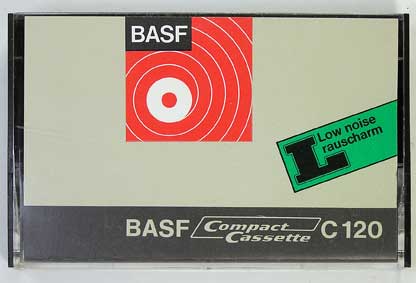 BASF
L Low noise
rauscharm
BASF Compact Cassette C 120